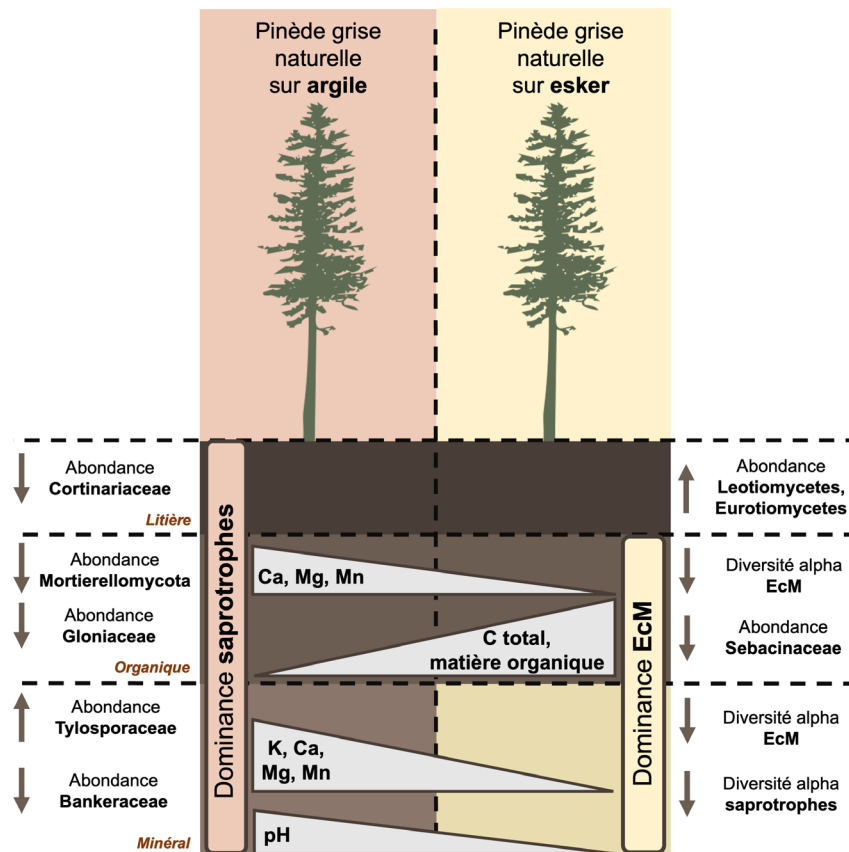 Pinède grise
naturelle
sur argile
Pinède grise
naturelle
sur esker
Abondance
Cortinariaceae
Litière
Abondance
Leotiomycetes,
Eurotiomycetes
Dominance saprotrophes
Abondance
Mortierellomycota
Abondance
Gloniaceae
Organique
Ca, Mg, Mn
C total,
matière organique
Dominance EcM
Diversité alpha
EcM
Abondance
Sebacinaceae
Abondance
Tylosporaceae
Abondance
Bankeraceae
Minéral
K, Ca,
Mg, Mn
pH
Diversité alpha
EcM
Diversité alpha
saprotrophes